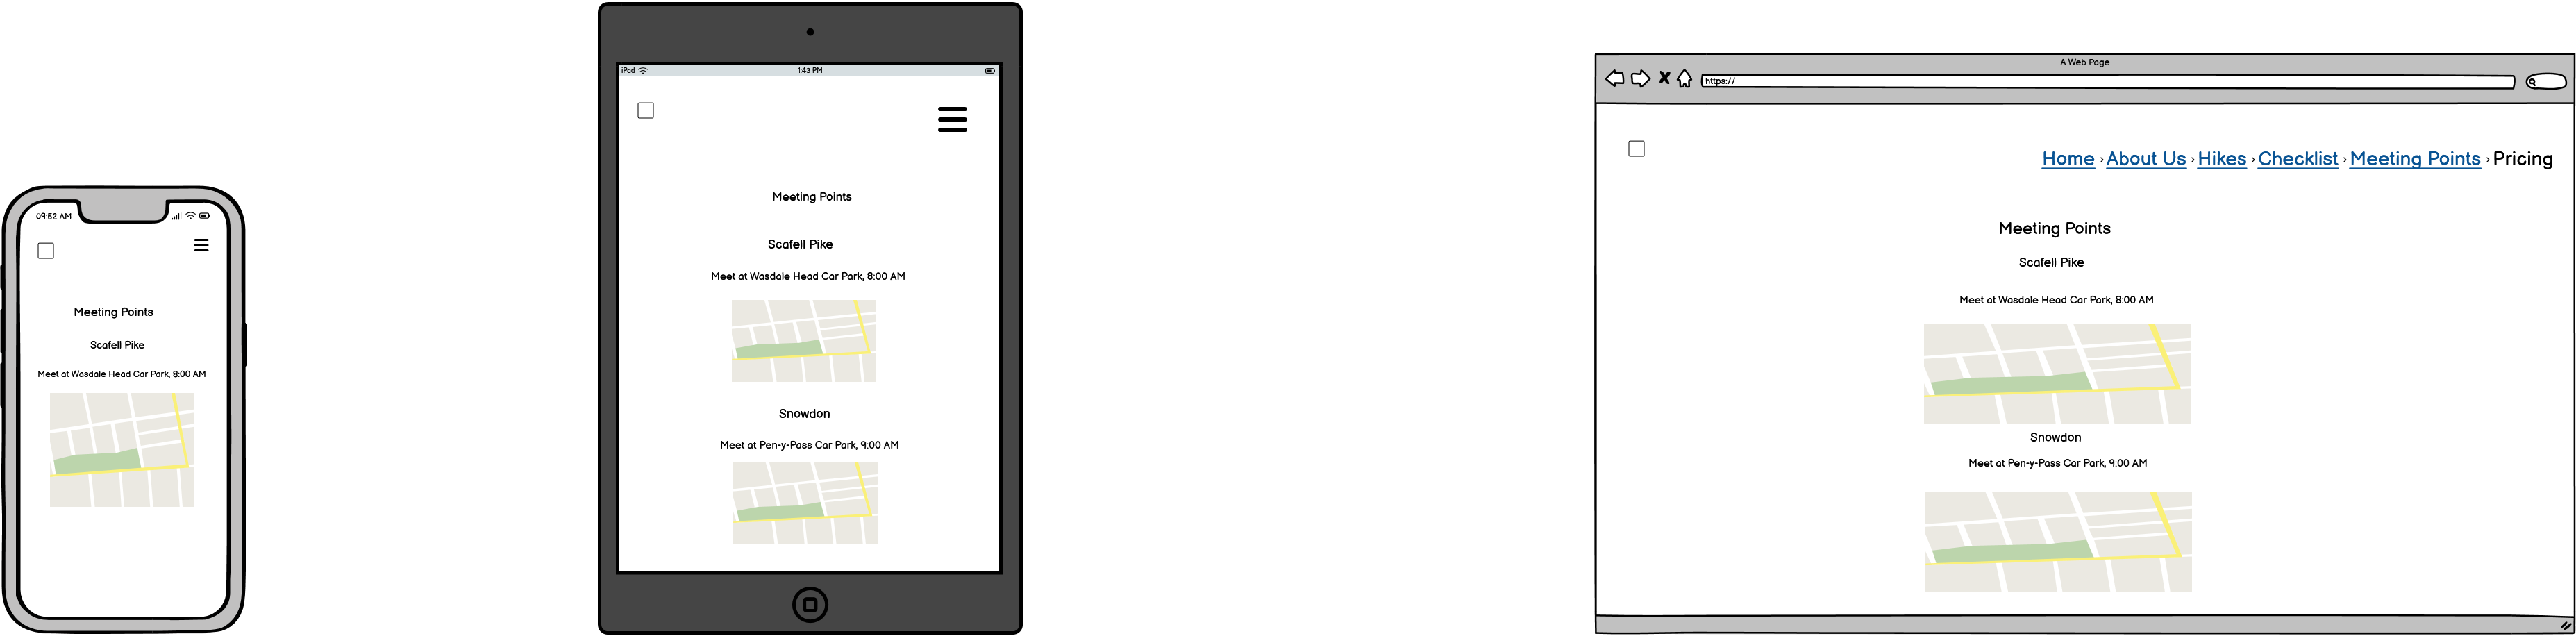 09:52 AM
Meeting Points
Scafell Pike
Meet at Wasdale Head Car Park, 8:00 AM
iPad
1:43 PM
Meeting Points
Scafell Pike
Meet at Wasdale Head Car Park, 8:00 AM
Snowdon
Meet at Pen-y-Pass Car Park, 9:00 AM
A Web Page
https://
Home › About Us › Hikes › Checklist › Meeting Points › Pricing
Meeting Points
Scafell Pike
Meet at Wasdale Head Car Park, 8:00 AM
Snowdon
Meet at Pen-y-Pass Car Park, 9:00 AM